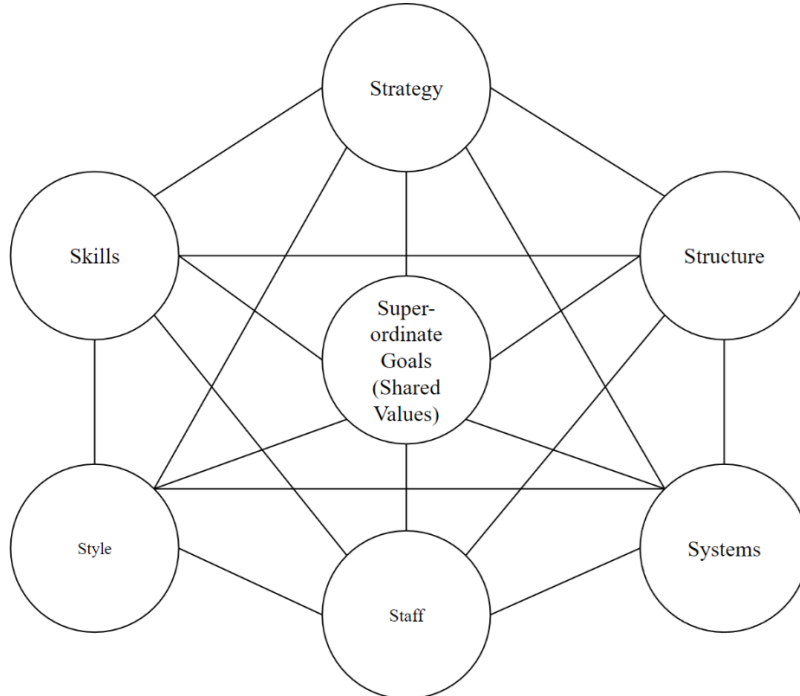 Strategy
Skills
Structure
Super-
ordinate
Goals
(Shared
Values)
Style
Systems
Staff